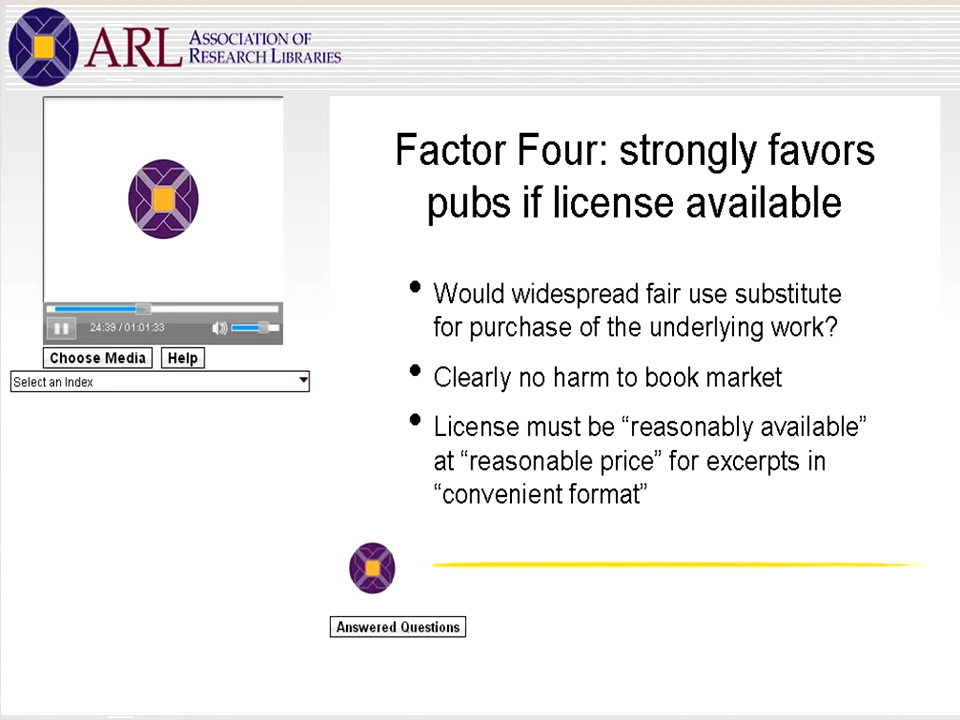 ARL ASSOCIATION OF
RESEARCH LIBRARIES
24:39 / 01:01:33
Choose Media
Help
Select an Index
Factor Four: strongly favors
pubs if license available
• Would widespread fair use substitute
for purchase of the underlying work?
• Clearly no harm to book market
• License must be “reasonably available”
at “reasonable price” for excerpts in
“convenient format”
Answered Questions